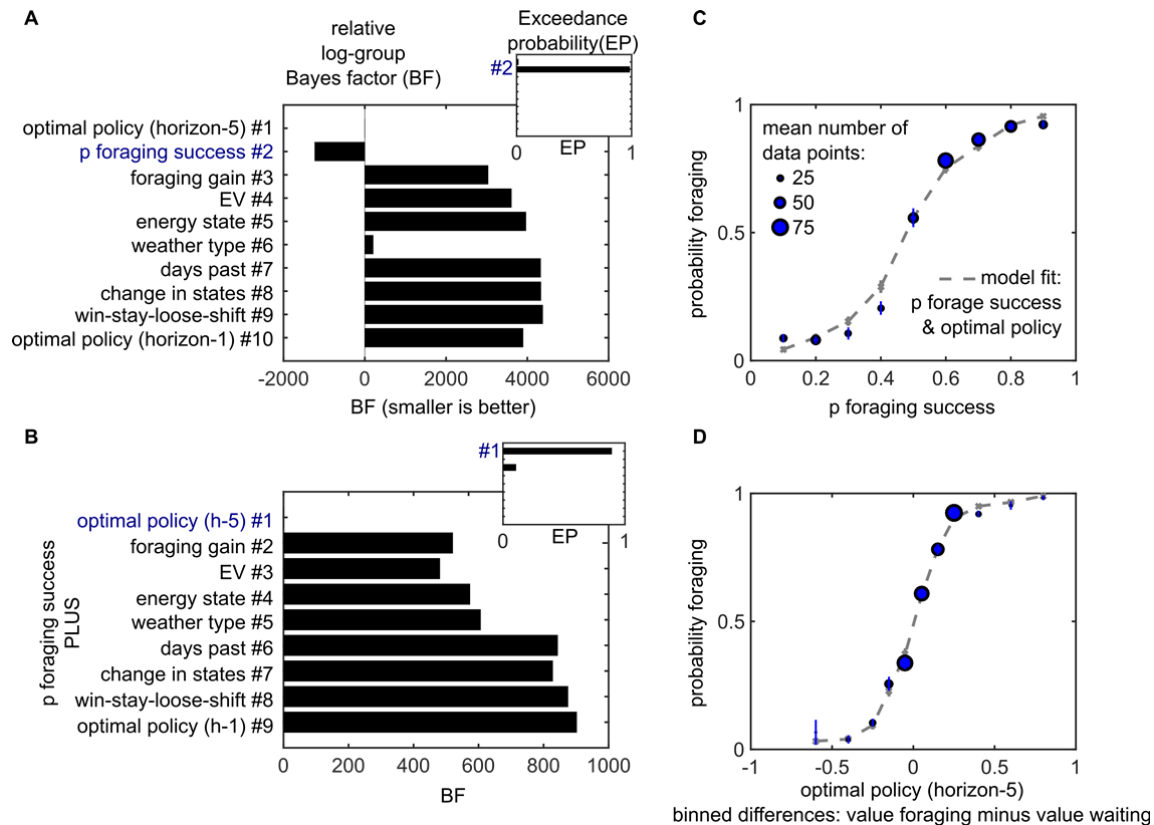 A
relative
log-group
Bayes factor (BF)
Exceedance
probability(EP)
#2
0
EP
1
optimal policy (horizon-5) #1
p foraging success #2
foraging gain #3
EV #4
energy state #5
weather type #6
days past #7
change in states #8
win-stay-loose-shift #9
optimal policy (horizon-1) #10
-2000 0 2000 4000 6000
BF (smaller is better)
B
#1
0
EP
1
p foraging success
PLUS
optimal policy (h-5) #1
foraging gain #2
EV #3
energy state #4
weather type #5
days past #6
change in states #7
win-stay-loose-shift #8
optimal policy (h-1) #9
0 200 400 600 800 1000
BF
C
probability foraging
1
0.5
0
mean number of
data points:
25
50
75
model fit:
p forage success
& optimal policy
0 0.2 0.4 0.6 0.8 1
p foraging success
D
probability foraging
1
0.5
0
-1 -0.5 0 0.5 1
optimal policy (horizon-5)
binned differences: value foraging minus value waiting